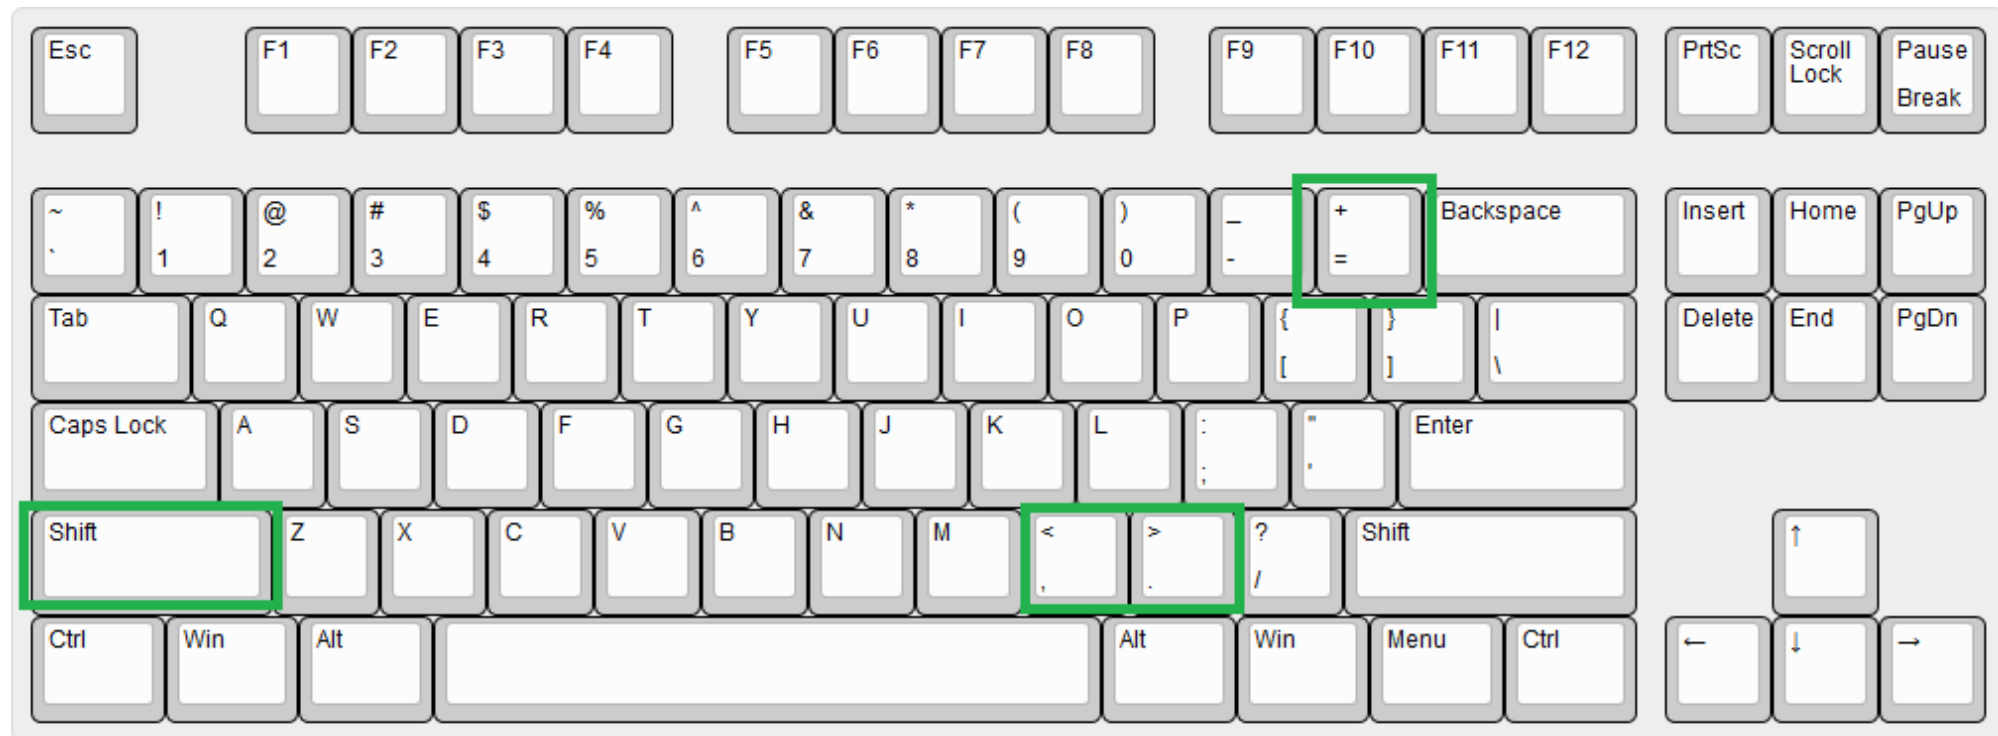 Esc F1 F2 F3 F4 F5 F6 F7 F8 F9 F10 F11 F12 PrtSc Scroll Lock Pause Break
~ ! @ # $ % ^ & * ( ) _ + Backspace Insert Home PgUp
` 1 2 3 4 5 6 7 8 9 0 - =
Tab Q W E R T Y U I O P { } | Delete End PgDn
[ ] \
Caps Lock A S D F G H J K L : " Enter
; '
Shift Z X C V B N M < > ? Shift ↑
, . /
Ctrl Win Alt Alt Win Menu Ctrl ← ↓ →